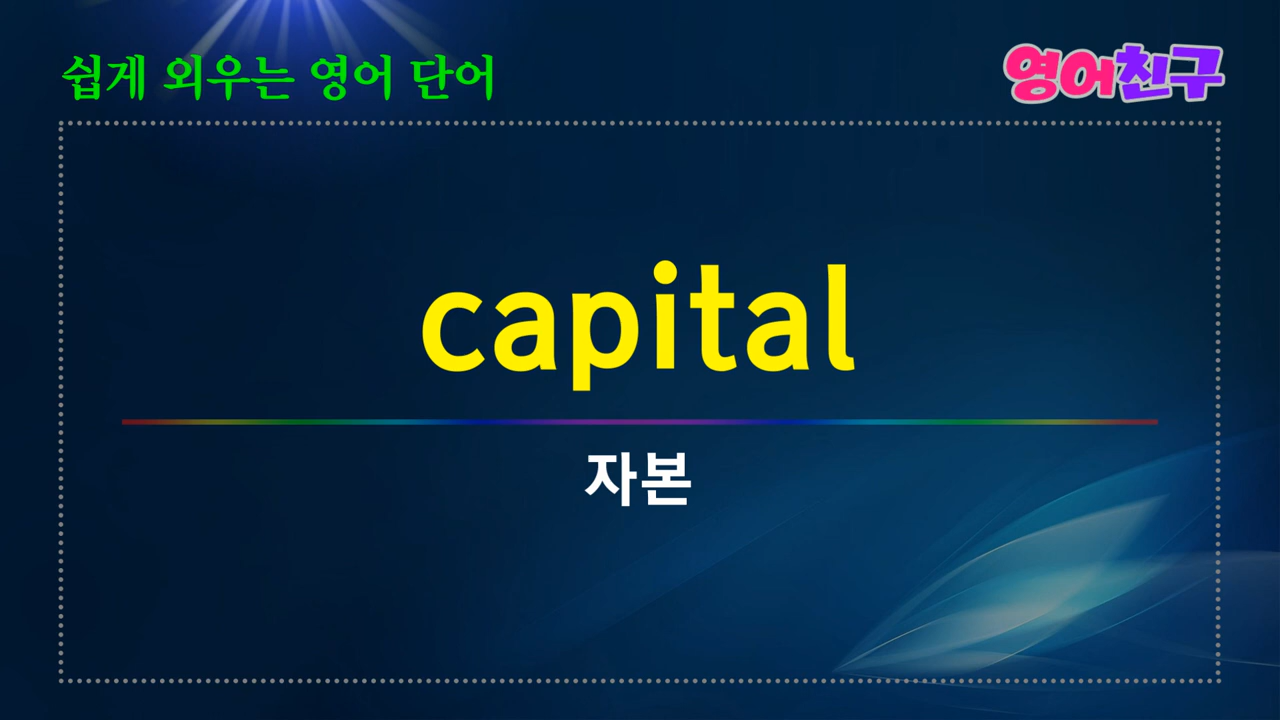 쉽게 외우는 영어 단어
영어친구
capital
자본